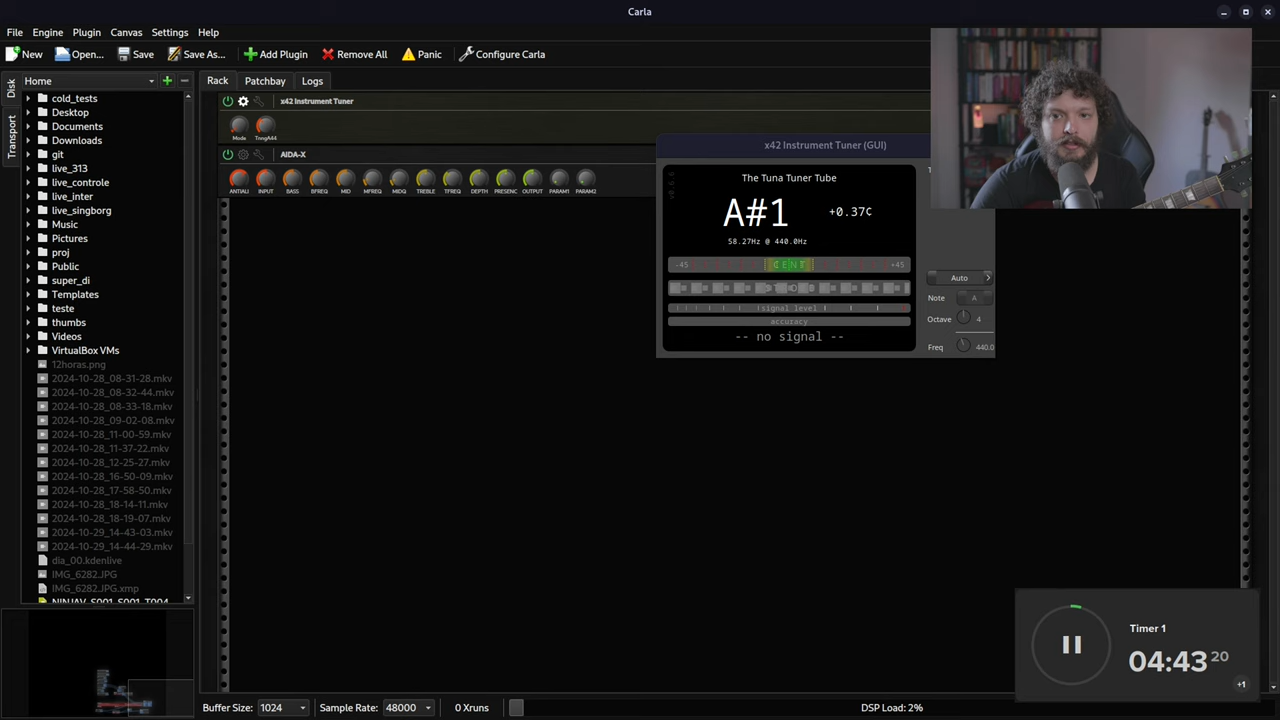 Carla
File Engine Plugin Canvas Settings Help
New Open... Save Save As... Add Plugin Remove All Panic Configure Carla
Disk
Transport
Home
cold_tests
Desktop
Documents
Downloads
git
live_313
live_controle
live_inter
live_singborg
Music
Pictures
proj
Public
super_di
Templates
teste
thumbs
Videos
VirtualBox VMs
12horas.png
2024-10-28_08-31-28.mkv
2024-10-28_08-32-44.mkv
2024-10-28_08-33-18.mkv
2024-10-28_09-02-08.mkv
2024-10-28_11-00-59.mkv
2024-10-28_11-37-22.mkv
2024-10-28_12-25-27.mkv
2024-10-28_16-50-09.mkv
2024-10-28_17-58-50.mkv
2024-10-28_18-14-11.mkv
2024-10-28_18-19-07.mkv
2024-10-29_14-43-03.mkv
2024-10-29_14-44-29.mkv
dia_00.kdenlive
IMG_6282.JPG
IMG_6282.JPG.xmp
NINJAV_S001_S001_T004
Rack Patchbay Logs
x42 Instrument Tuner
Mode TnngA44.
AIDA-X
ANTIALI INPUT BASS BFREQ MID MFREQ MIDQ TREBLE TFREQ DEPTH PRESENC OUTPUT PARAM1 PARAM2
x42 Instrument Tuner (GUI)
The Tuna Tuner Tube
A#1 +0.37¢
58.27Hz @ 440.0Hz
-45 CENT +45
signal level
accuracy
-- no signal --
Auto
Note A
Octave 4
Freq 440.0
Timer 1
04:43 20
+1
Buffer Size: 1024 Sample Rate: 48000 0 Xruns DSP Load: 2%